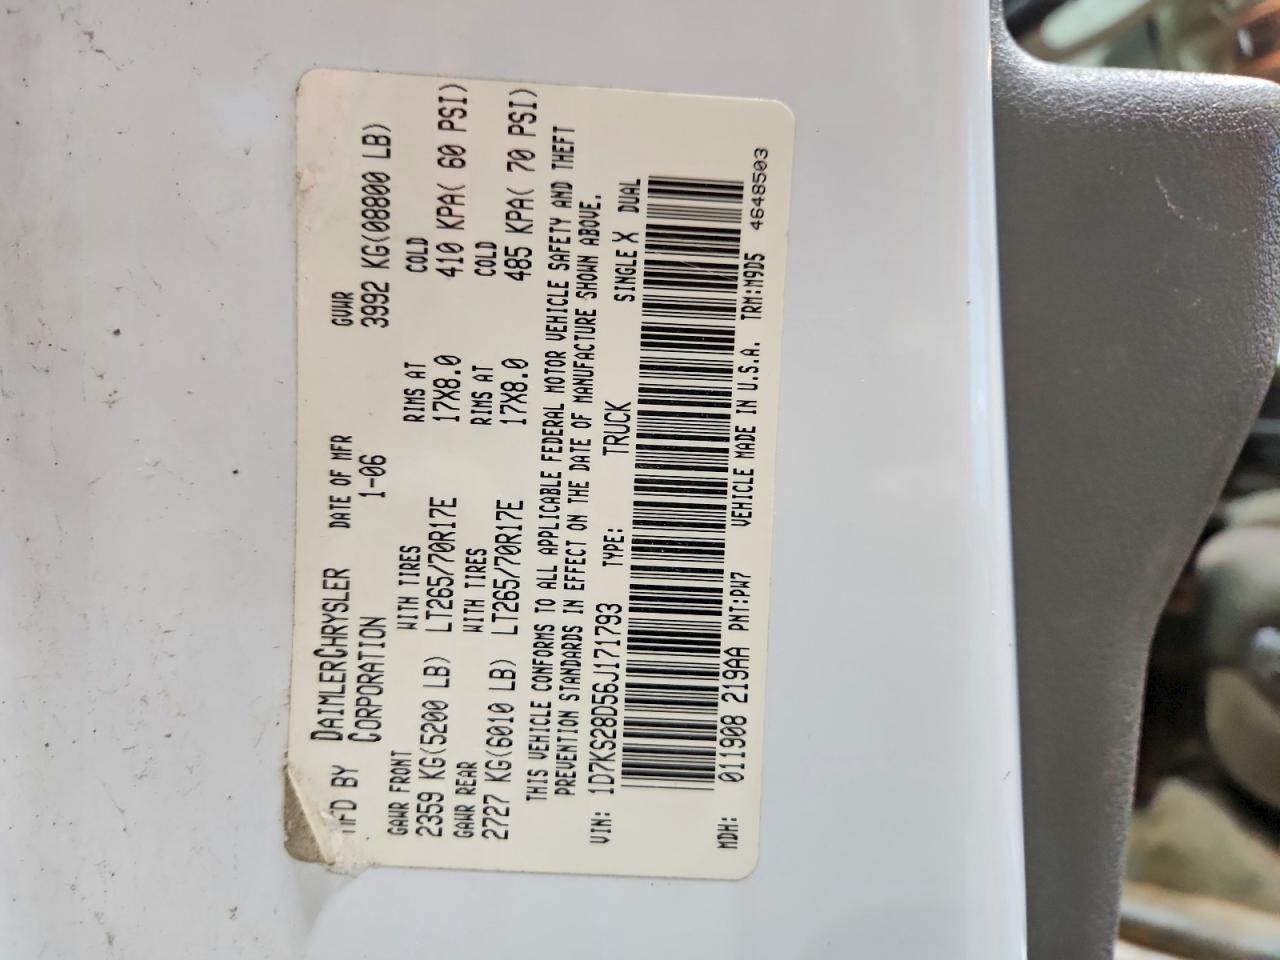 MFD BY DAIMLERCHRYSLER CORPORATION DATE OF MFR 1-06 GVWR 3992 KG(08800 LB)
GAWR FRONT WITH TIRES RIMS AT COLD
2359 KG(5200 LB) LT265/70R17E 17X8.0 410 KPA( 60 PSI)
GAWR REAR WITH TIRES RIMS AT COLD
2727 KG(6010 LB) LT265/70R17E 17X8.0 485 KPA( 70 PSI)
THIS VEHICLE CONFORMS TO ALL APPLICABLE FEDERAL MOTOR VEHICLE SAFETY AND THEFT
PREVENTION STANDARDS IN EFFECT ON THE DATE OF MANUFACTURE SHOWN ABOVE.
VIN: 1D7KS28D56J171793 TYPE: TRUCK SINGLE X DUAL
MDH: 011908 219AA PNT:PW7 VEHICLE MADE IN U.S.A. TRM:M9D5 4648503